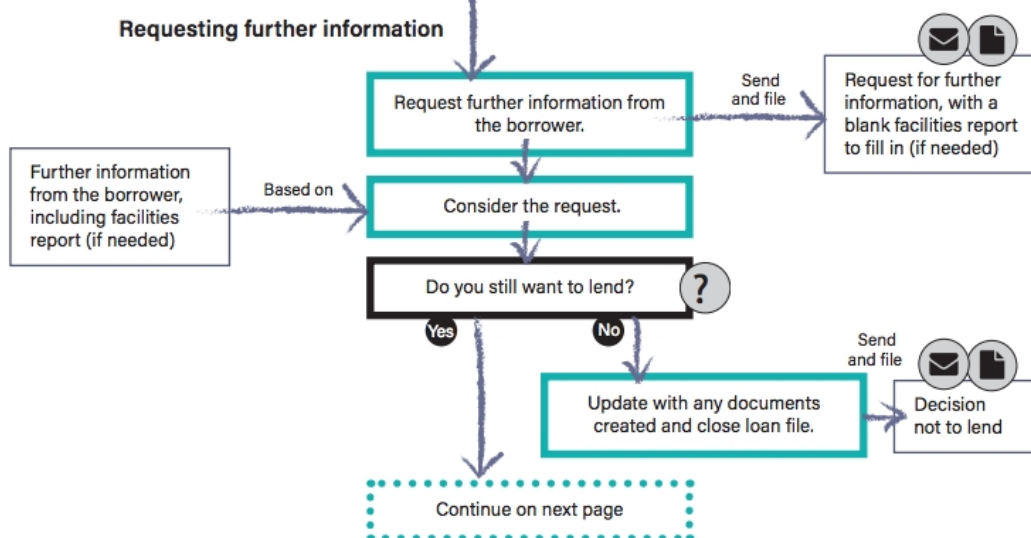 Requesting further information
Request further information from
the borrower.
Send
and file
Request for further
information, with a
blank facilities report
to fill in (if needed)
Further information
from the borrower,
including facilities
report (if needed)
Based on
Consider the request.
Do you still want to lend?
?
Yes
No
Update with any documents
created and close loan file.
Send
and file
Decision
not to lend
Continue on next page